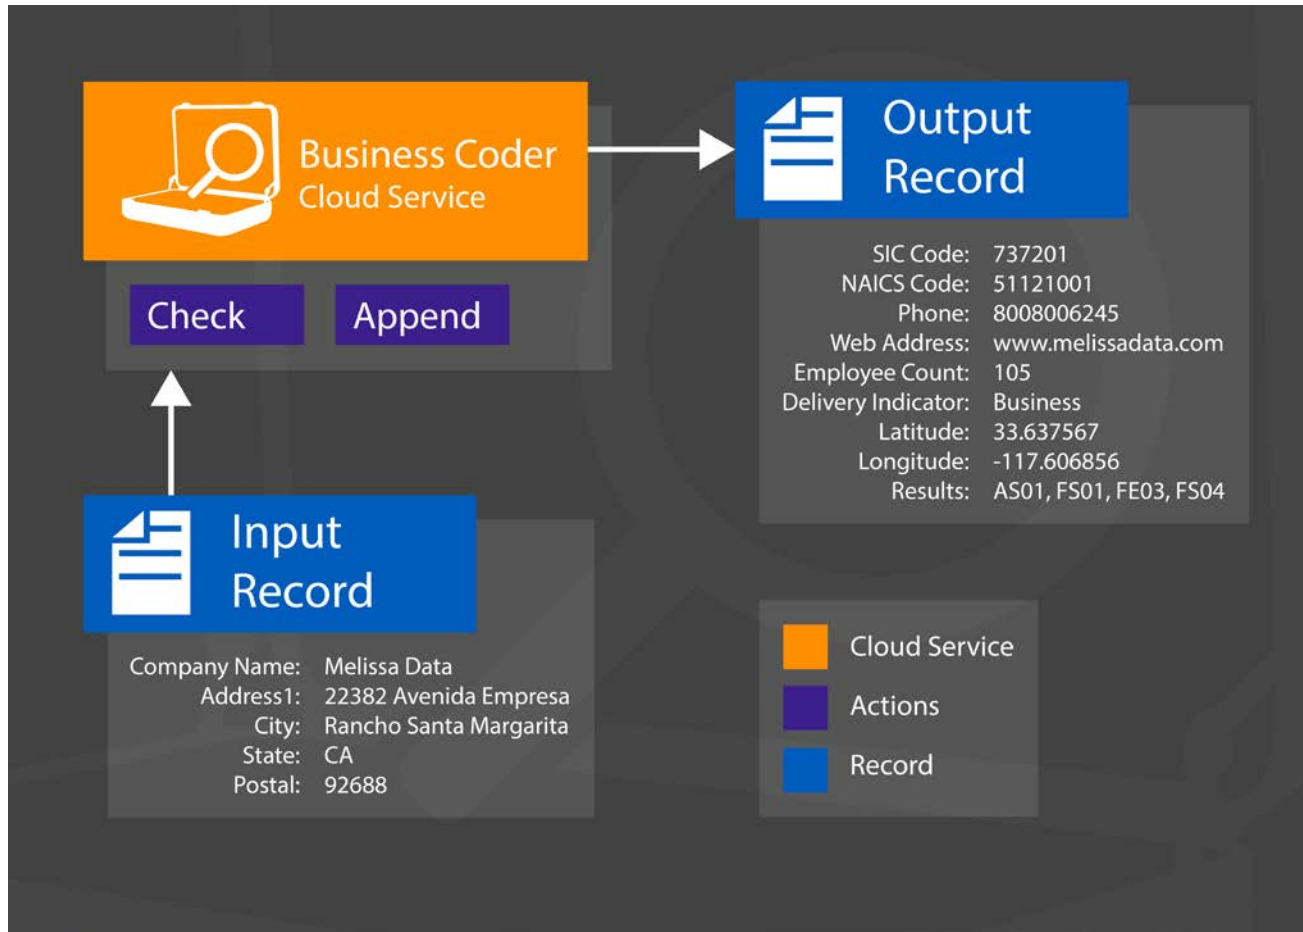 Business Coder
Cloud Service
Check
Append
Input
Record
Company Name: Melissa Data
Address1: 22382 Avenida Empresa
City: Rancho Santa Margarita
State: CA
Postal: 92688
Output
Record
SIC Code: 737201
NAICS Code: 51121001
Phone: 8008006245
Web Address: www.melissadata.com
Employee Count: 105
Delivery Indicator: Business
Latitude: 33.637567
Longitude: -117.606856
Results: AS01, FS01, FE03, FS04
Cloud Service
Actions
Record